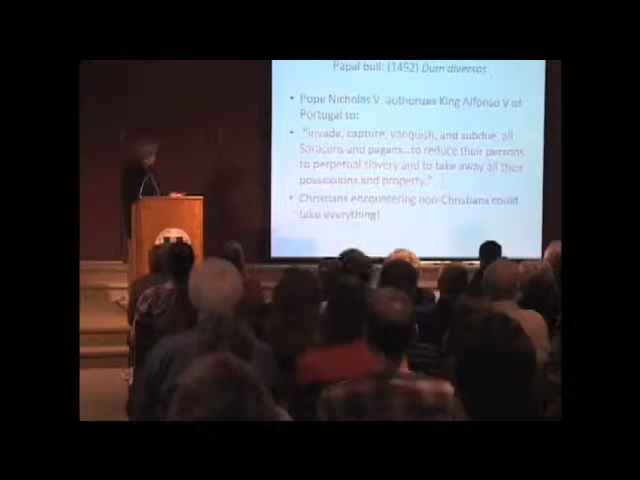 Papal bull: (1452) Dum diversos
• Pope Nicholas V authorizes King Alfonso V of
Portugal to:
• "invade, capture, vanquish, and subdue, all
Saracens and pagans...to reduce their persons
to perpetual slavery and to take away all their
possessions and property."
• Christians encountering non-Christians could
take everything!